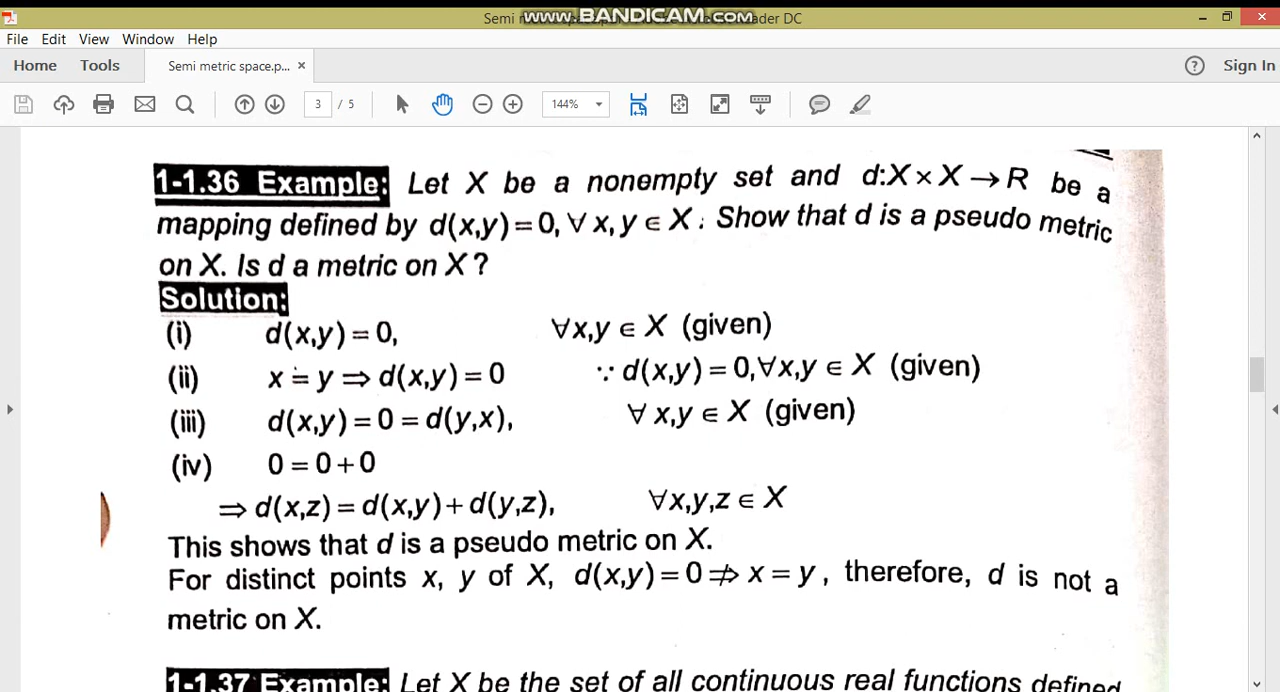 Semi m
www.BANDICAM.com
ader DC
File Edit View Window Help
Home Tools Semi metric space.p... × Sign In
3 / 5 144%
1-1.36 Example: Let X be a nonempty set and d:X×X→R be a
mapping defined by d(x,y)=0,∀ x,y ∈ X. Show that d is a pseudo metric
on X. Is d a metric on X?
Solution:
(i) d(x,y)=0, ∀x,y ∈ X (given)
(ii) x = y ⇒ d(x,y)=0 ∵ d(x,y)=0,∀x,y ∈ X (given)
(iii) d(x,y)=0=d(y,x), ∀ x,y ∈ X (given)
(iv) 0=0+0
⇒ d(x,z)=d(x,y)+d(y,z), ∀x,y,z ∈ X
This shows that d is a pseudo metric on X.
For distinct points x, y of X, d(x,y)=0 ⇏ x=y, therefore, d is not a
metric on X.
1-1.37 Example: Let X be the set of all continuous real functions defined